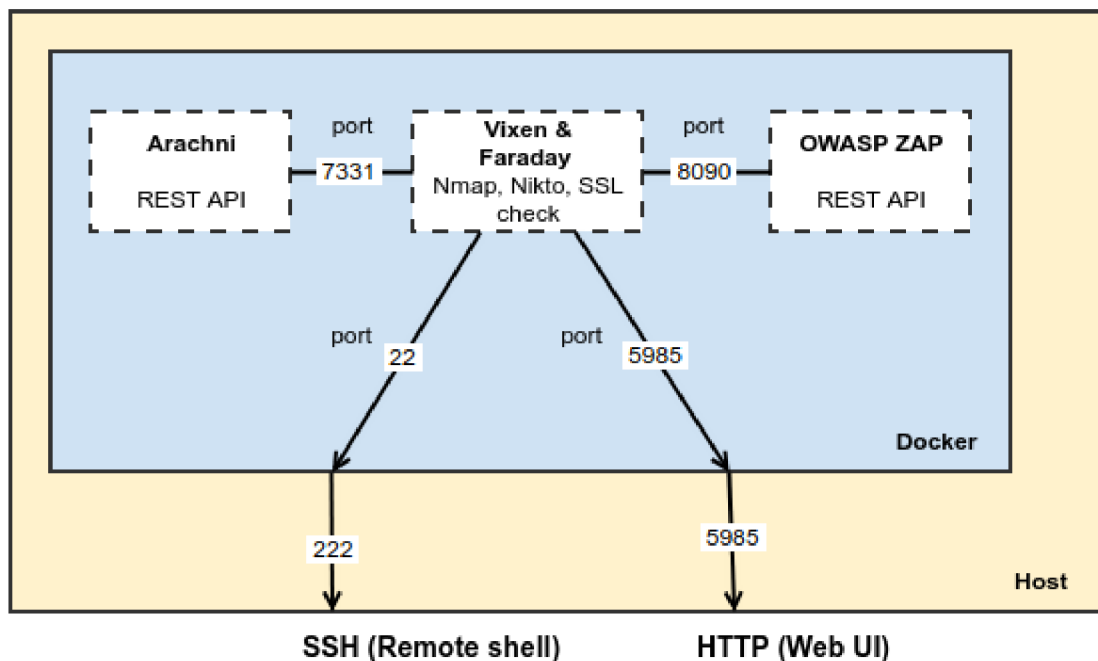 Arachni
REST API
port
7331
Vixen &
Faraday
Nmap, Nikto, SSL
check
port
8090
OWASP ZAP
REST API
port
22
port
5985
Docker
222
5985
Host
SSH (Remote shell)
HTTP (Web UI)